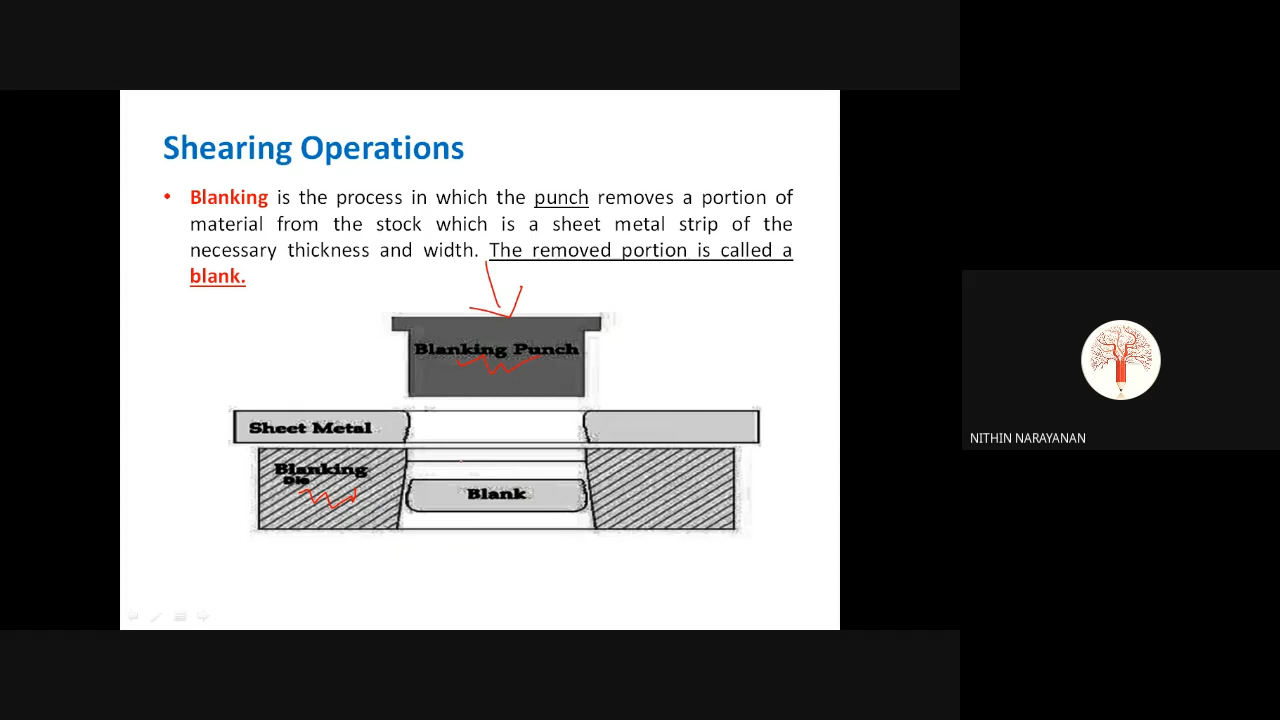 Shearing Operations
• Blanking is the process in which the punch removes a portion of
material from the stock which is a sheet metal strip of the
necessary thickness and width. The removed portion is called a
blank.
Blanking Punch
Sheet Metal
Blanking
Die
Blank
NITHIN NARAYANAN